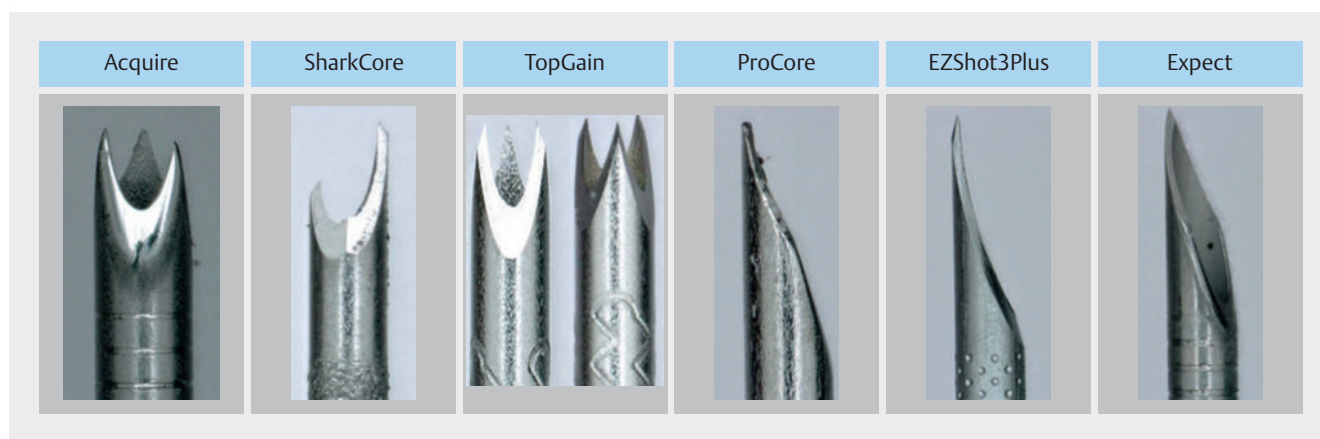 Acquire
SharkCore
TopGain
ProCore
EZShot3Plus
Expect